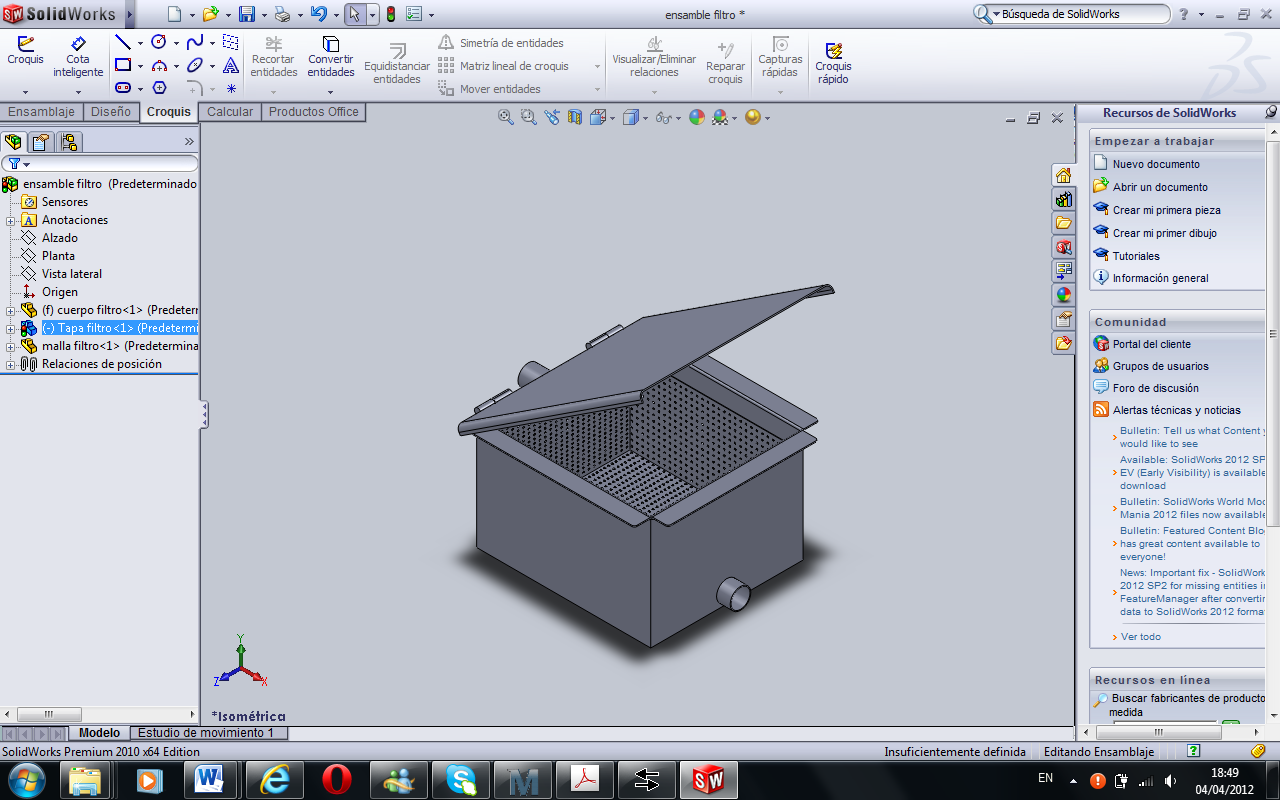 SolidWorks
ensamble filtro *
Búsqueda de SolidWorks
Croquis
Cota inteligente
Recortar entidades
Convertir entidades
Equidistanciar entidades
Simetría de entidades
Matriz lineal de croquis
Mover entidades
Visualizar/Eliminar relaciones
Reparar croquis
Capturas rápidas
Croquis rápido
Ensamblaje
Diseño
Croquis
Calcular
Productos Office
ensamble filtro (Predeterminado
Sensores
Anotaciones
Alzado
Planta
Vista lateral
Origen
(f) cuerpo filtro<1> (Predeterr
(-) Tapa filtro<1> (Predetermi
malla filtro<1> (Predetermina
Relaciones de posición
Y
Z
X
*Isométrica
Recursos de SolidWorks
Empezar a trabajar
Nuevo documento
Abrir un documento
Crear mi primera pieza
Crear mi primer dibujo
Tutoriales
Información general
Comunidad
Portal del cliente
Grupos de usuarios
Foro de discusión
Alertas técnicas y noticias
Bulletin: Tell us what Content y
would like to see
Available: SolidWorks 2012 SP
EV (Early Visibility) is available
download
Bulletin: SolidWorks World Mod
Mania 2012 files now available
Bulletin: Featured Content Blo
has great content available to
everyone!
News: Important fix - SolidWork
2012 SP2 for missing entities in
FeatureManager after convertin
data to SolidWorks 2012 forma
Ver todo
Recursos en línea
Buscar fabricantes de producto
medida
Modelo
Estudio de movimiento 1
SolidWorks Premium 2010 x64 Edition
Insuficientemente definida
Editando Ensamblaje
EN
18:49
04/04/2012